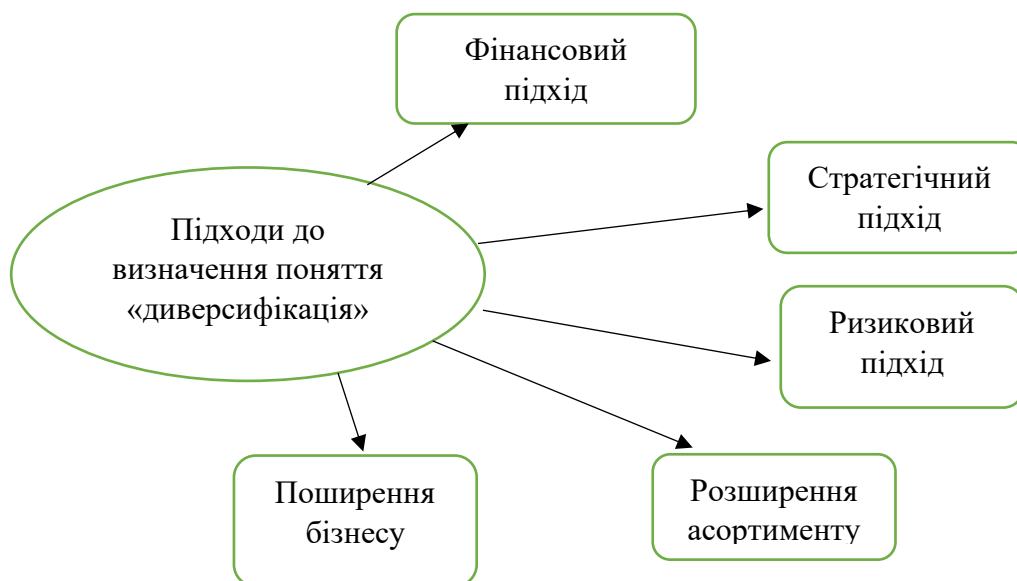 Фінансовий
підхід
Стратегічний
підхід
Підходи до
визначення поняття
«диверсифікація»
Ризиковий
підхід
Поширення
бізнесу
Розширення
асортименту